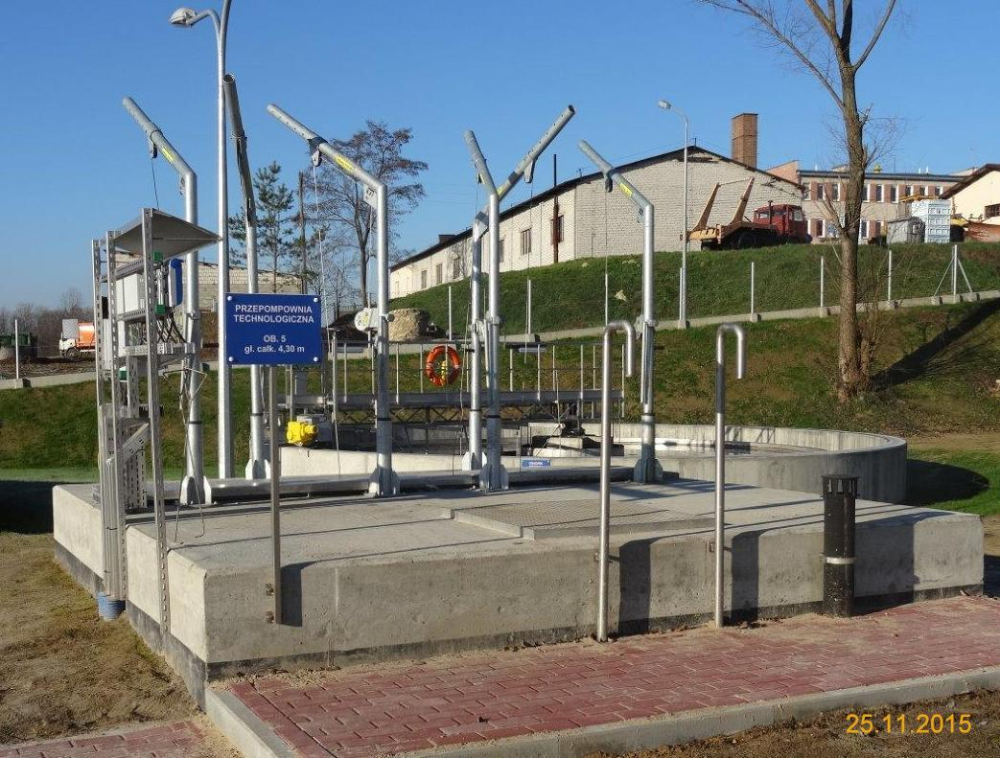 PRZEPOMPOWNIA
TECHNOLOGICZNA
OB. 5
gł. całk. 4,30 m
25.11.2015